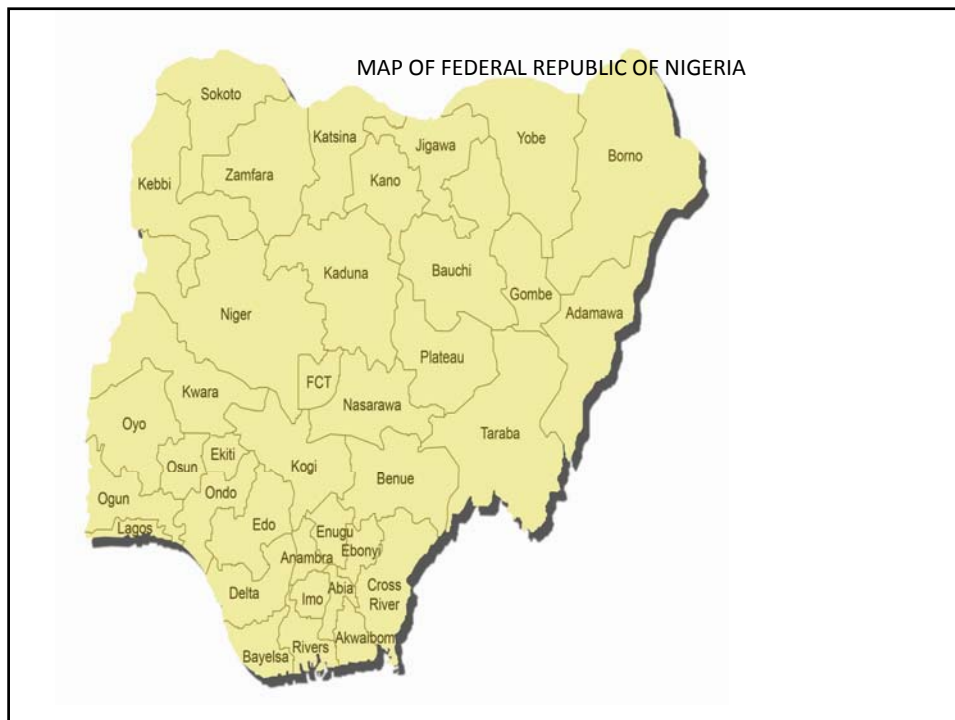 MAP OF FEDERAL REPUBLIC OF NIGERIA
Sokoto
Katsina
Jigawa
Yobe
Borno
Kebbi
Zamfara
Kano
Kaduna
Bauchi
Gombe
Adamawa
Niger
Plateau
FCT
Kwara
Nasarawa
Oyo
Taraba
Osun
Ekiti
Kogi
Benue
Ogun
Ondo
Lagos
Edo
Enugu
Anambra
Ebonyi
Delta
Imo
Abia
Cross
River
Akwaibom
Rivers
Bayelsa